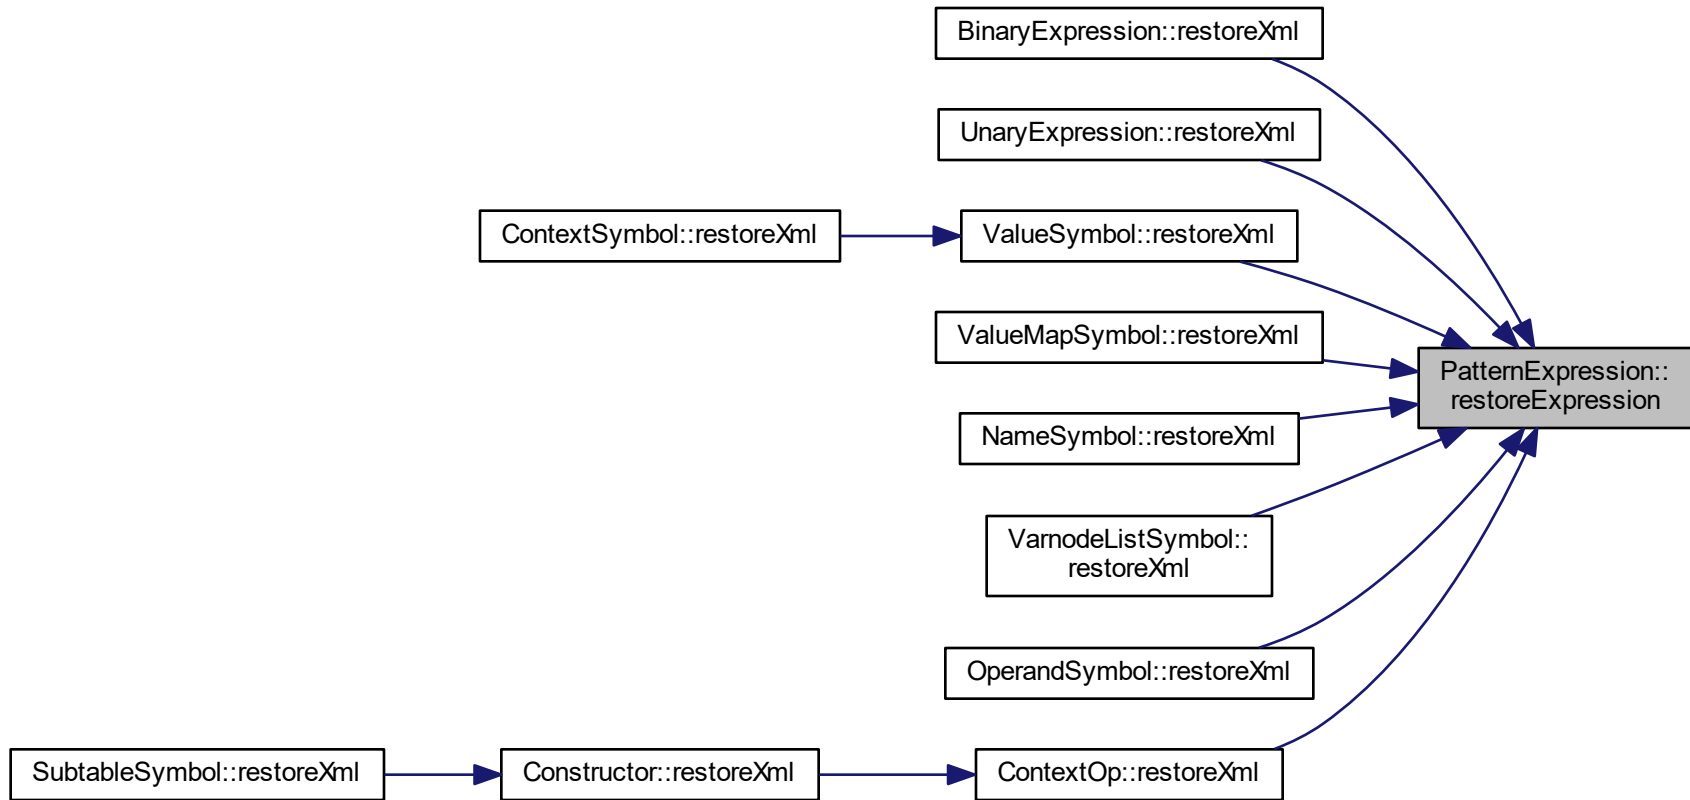 BinaryExpression::restoreXml
UnaryExpression::restoreXml
ContextSymbol::restoreXml
ValueSymbol::restoreXml
ValueMapSymbol::restoreXml
PatternExpression::
restoreExpression
NameSymbol::restoreXml
VarnodeListSymbol::
restoreXml
OperandSymbol::restoreXml
SubtableSymbol::restoreXml
Constructor::restoreXml
ContextOp::restoreXml